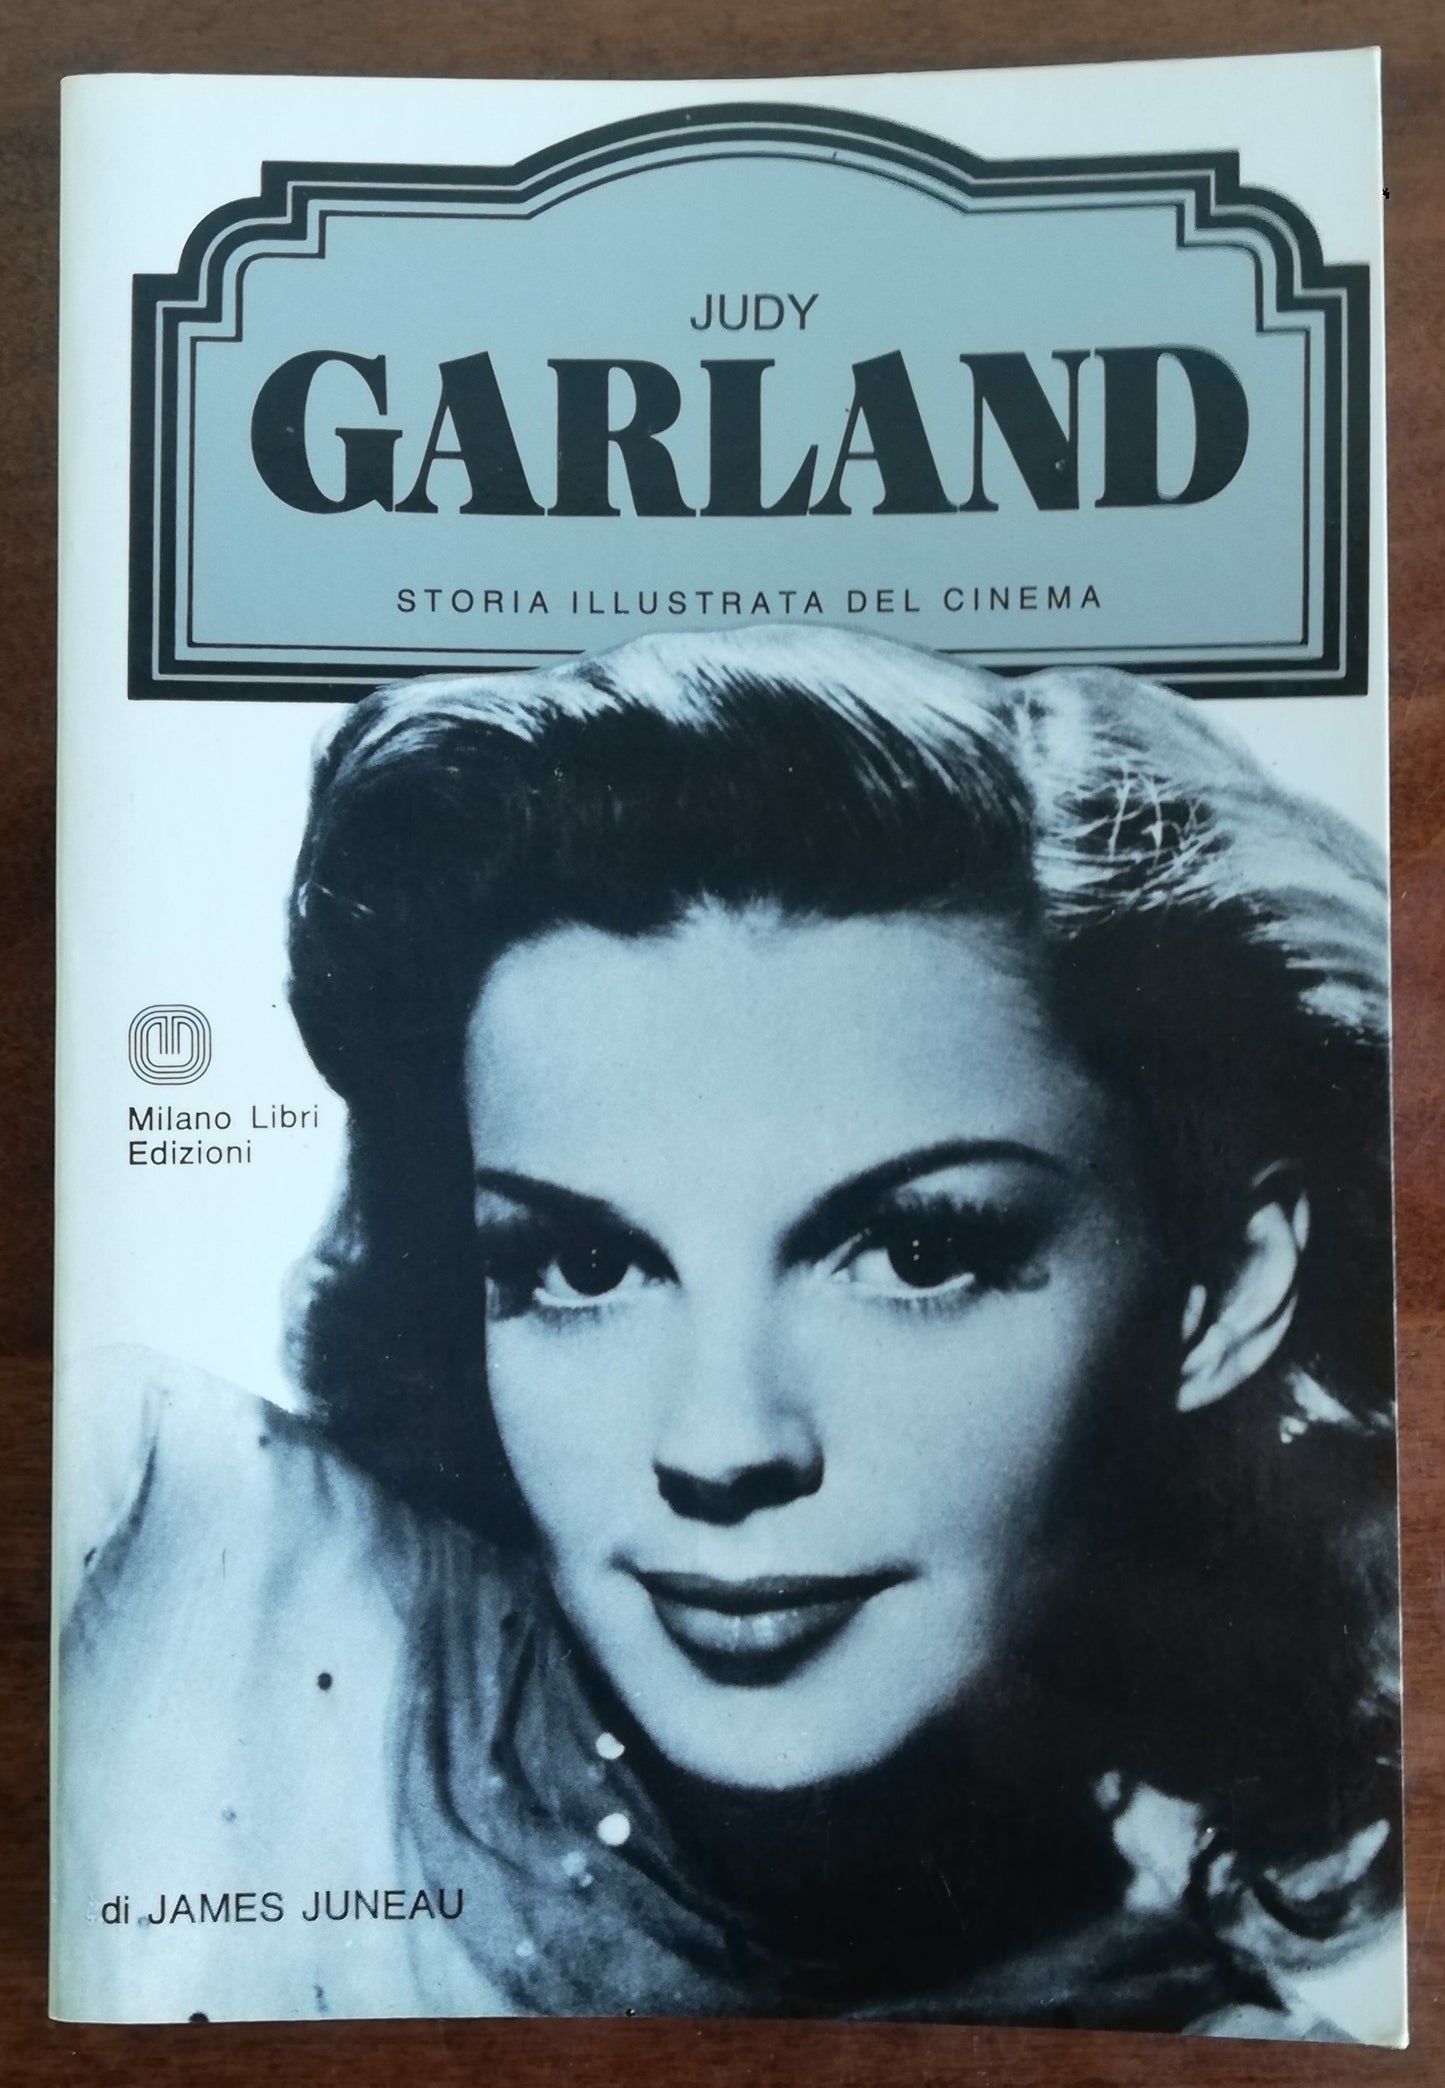 JUDY
GARLAND
STORIA ILLUSTRATA DEL CINEMA
Milano Libri
Edizioni
di JAMES JUNEAU